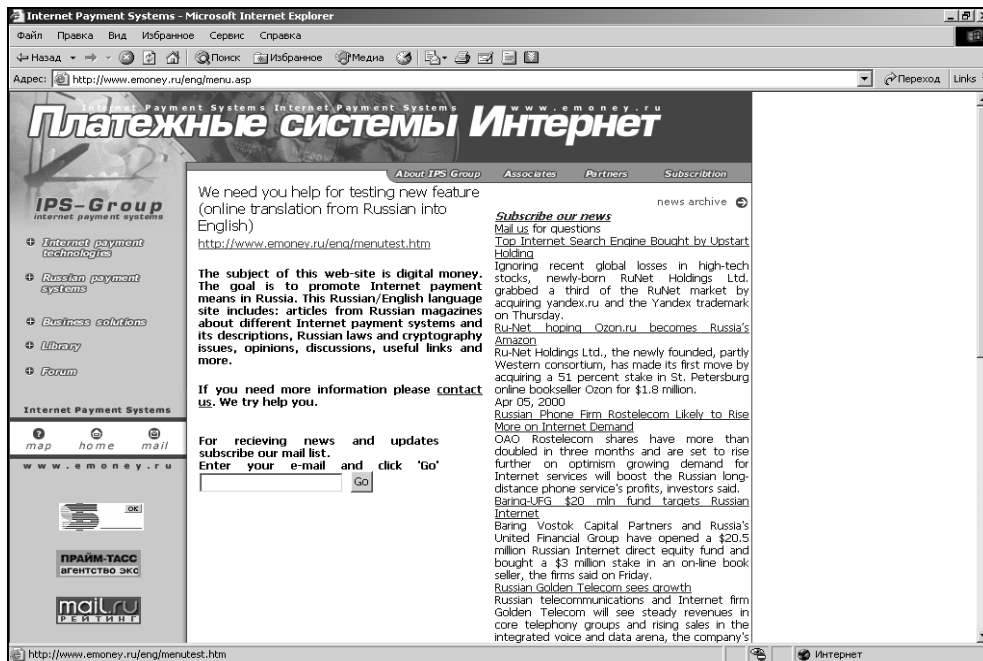 Internet Payment Systems - Microsoft Internet Explorer
Файл Правка Вид Избранное Сервис Справка
Назад Поиск Избранное Медиа
Адрес: http://www.emoney.ru/eng/menu.asp Переход Links
Internet Payment Systems Internet Payment Systems www.emoney.ru
Платежные системы Интернет
About IPS Group Associates Partners Subscribtion
IPS-Group
internet payment systems
Internet payment
technologies
Russian payment
systems
Business solutions
Library
Forum
Internet Payment Systems
map home mail
www.emoney.ru
OK
ПРАЙМ-ТАСС
агентство эко
mail.ru
РЕЙТИНГ
We need you help for testing new feature
(online translation from Russian into
English)
http://www.emoney.ru/eng/menutest.htm
The subject of this web-site is digital money.
The goal is to promote Internet payment
means in Russia. This Russian/English language
site includes: articles from Russian magazines
about different Internet payment systems and
its descriptions, Russian laws and cryptography
issues, opinions, discussions, useful links and
more.
If you need more information please contact
us. We try help you.
For recieving news and updates
subscribe our mail list.
Enter your e-mail and click 'Go'
Go
news archive
Subscribe our news
Mail us for questions
Top Internet Search Engine Bought by Upstart
Holding
Ignoring recent global losses in high-tech
stocks, newly-born RuNet Holdings Ltd.
grabbed a third of the RuNet market by
acquiring yandex.ru and the Yandex trademark
on Thursday.
Ru-Net hoping Ozon.ru becomes Russia's
Amazon
Ru-Net Holdings Ltd., the newly founded, partly
Western consortium, has made its first move by
acquiring a 51 percent stake in St. Petersburg
online bookseller Ozon for $1.8 million.
Apr 05, 2000
Russian Phone Firm Rostelecom Likely to Rise
More on Internet Demand
OAO Rostelecom shares have more than
doubled in three months and are set to rise
further on optimism growing demand for
Internet services will boost the Russian long-
distance phone service's profits, investors said.
Baring-UFG $20 mln fund targets Russian
Internet
Baring Vostok Capital Partners and Russia's
United Financial Group have opened a $20.5
million Russian Internet direct equity fund and
bought a $3 million stake in an on-line book
seller, the firms said on Friday.
Russian Golden Telecom sees growth
Russian telecommunications and Internet firm
Golden Telecom will see steady revenues in
core telephony groups and rising sales in the
integrated voice and data arena, the company's
http://www.emoney.ru/eng/menutest.htm Интернет